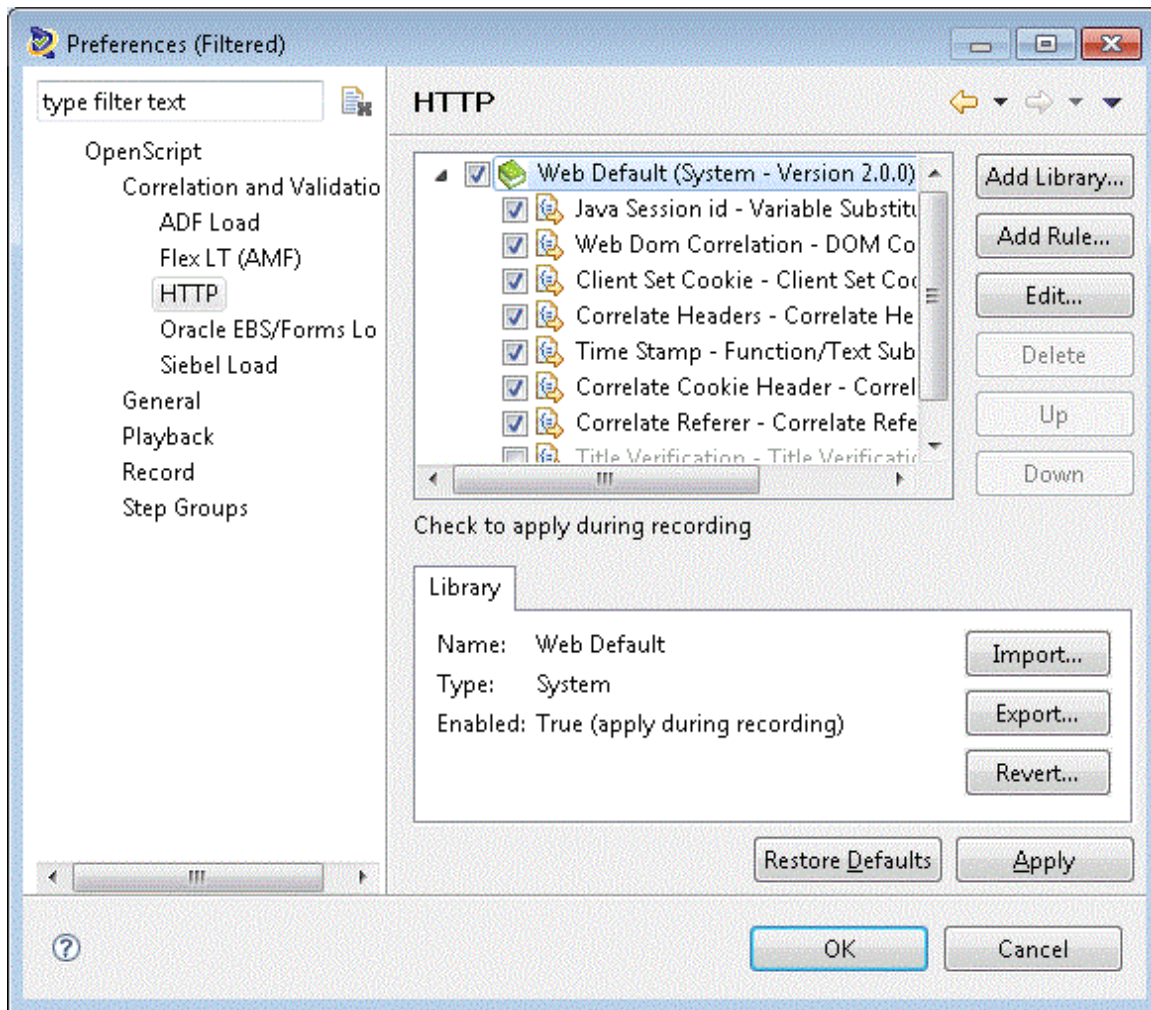 Preferences (Filtered)
type filter text
OpenScript
Correlation and Validatio
ADF Load
Flex LT (AMF)
HTTP
Oracle EBS/Forms Lo
Siebel Load
General
Playback
Record
Step Groups
HTTP
Web Default (System - Version 2.0.0)
Java Session id - Variable Substitu
Web Dom Correlation - DOM Co
Client Set Cookie - Client Set Coo
Correlate Headers - Correlate He
Time Stamp - Function/Text Sub
Correlate Cookie Header - Correl
Correlate Referer - Correlate Refe
Title Verification - Title Verificatio
Add Library...
Add Rule...
Edit...
Delete
Up
Down
Check to apply during recording
Library
Name: Web Default
Type: System
Enabled: True (apply during recording)
Import...
Export...
Revert...
Restore Defaults
Apply
OK
Cancel